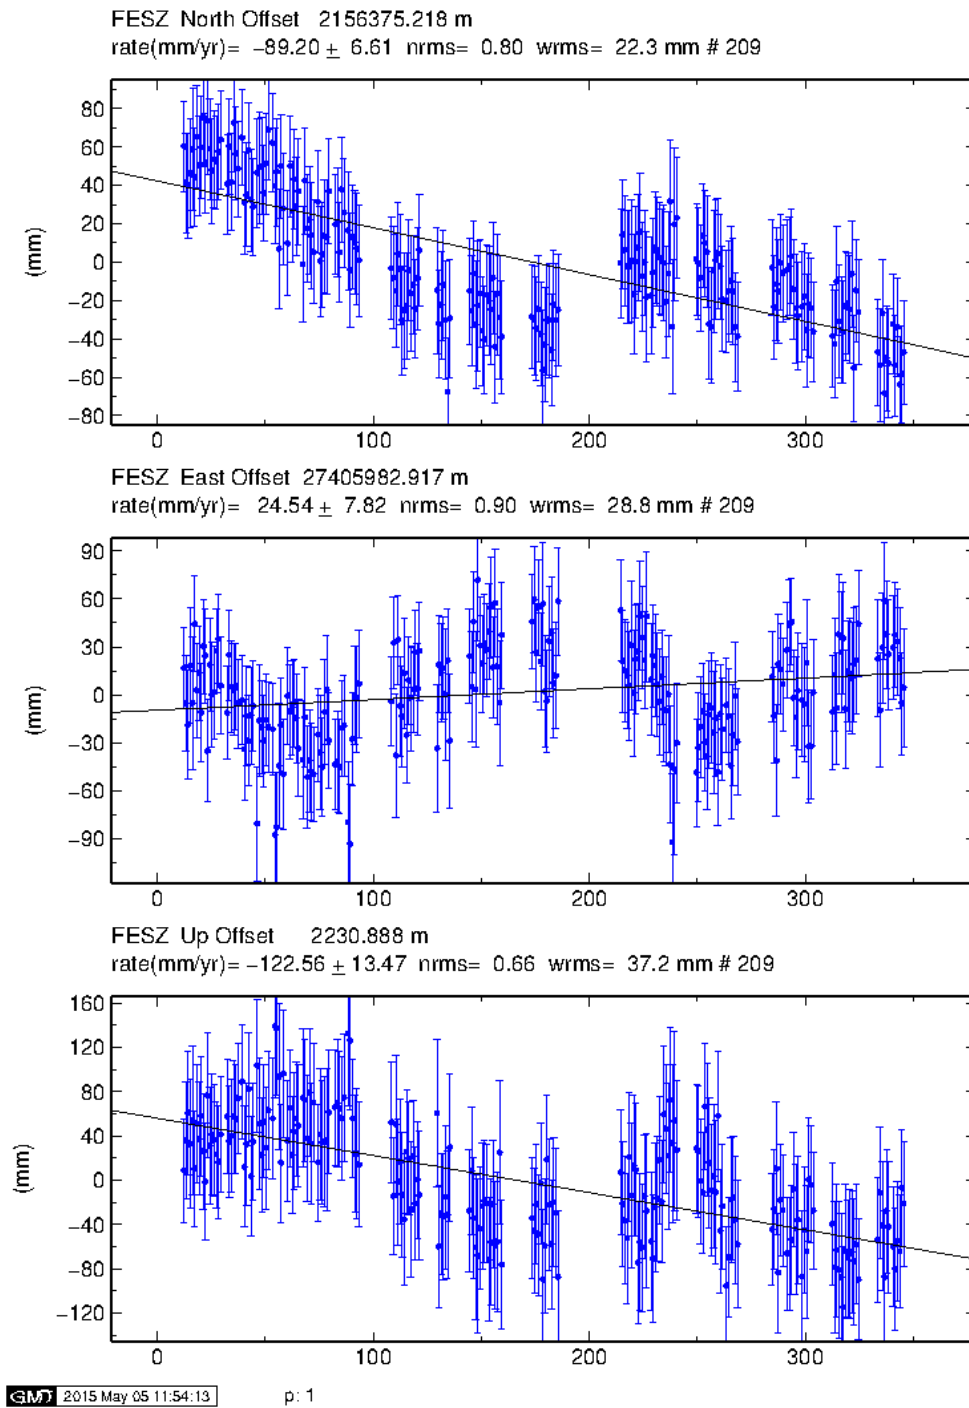 FESZ North Offset 2156375.218 m
rate(mm/yr)= −89.20 ± 6.61 nrms= 0.80 wrms= 22.3 mm # 209
80
60
40
20
0
−20
−40
−60
−80
(mm)
0 100 200 300
FESZ East Offset 27405982.917 m
rate(mm/yr)= 24.54 ± 7.82 nrms= 0.90 wrms= 28.8 mm # 209
90
60
30
0
−30
−60
−90
(mm)
0 100 200 300
FESZ Up Offset 2230.888 m
rate(mm/yr)= −122.56 ± 13.47 nrms= 0.66 wrms= 37.2 mm # 209
160
120
80
40
0
−40
−80
−120
(mm)
0 100 200 300
GMT 2015 May 05 11:54:13 p: 1